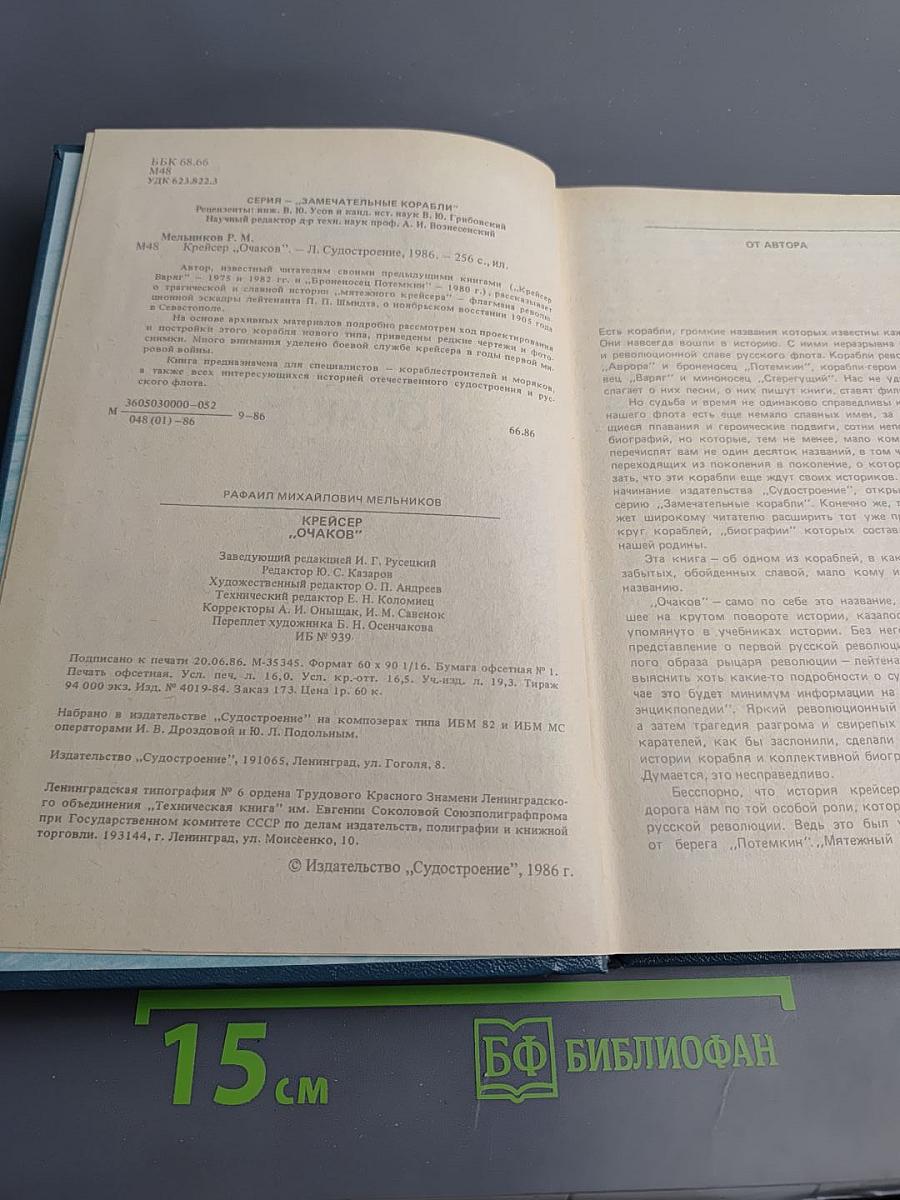 ББК 68.66
М48
УДК 623.822.3
СЕРИЯ — „ЗАМЕЧАТЕЛЬНЫЕ КОРАБЛИ”
Рецензенты: инж. В. Ю. Усов и канд. ист. наук В. Ю. Грибовский
Научный редактор д-р техн. наук проф. А. И. Вознесенский
Мельников Р. М.
М48 Крейсер „Очаков”. — Л. Судостроение, 1986. — 256 с., ил.
Автор, известный читателям своими предыдущими книгами („Крейсер
Варяг” — 1975 и 1982 гг. и „Броненосец Потемкин” — 1980 г.), рассказывает
о трагической и славной истории „мятежного крейсера” — флагмана револю-
ционной эскадры лейтенанта П. П. Шмидта, о ноябрьском восстании 1905 года
в Севастополе.
На основе архивных материалов подробно рассмотрен ход проектирования
и постройки этого корабля нового типа, приведены редкие чертежи и фото-
снимки. Много внимания уделено боевой службе крейсера в годы первой ми-
ровой войны.
Книга предназначена для специалистов — кораблестроителей и моряков,
а также всех интересующихся историей отечественного судостроения и рус-
ского флота.
М 3605030000—052 9—86
048 (01) —86
66.86
РАФАИЛ МИХАЙЛОВИЧ МЕЛЬНИКОВ
КРЕЙСЕР
„ОЧАКОВ”
Заведующий редакцией И. Г. Русецкий
Редактор Ю. С. Казаров
Художественный редактор О. П. Андреев
Технический редактор Е. Н. Коломиец
Корректоры А. И. Оныщак, И. М. Савенок
Переплет художника Б. Н. Осенчакова
ИБ № 939
Подписано к печати 20.06.86. М-35345. Формат 60 х 90 1/16. Бумага офсетная № 1.
Печать офсетная. Усл. печ. л. 16,0. Усл. кр.-отт. 16,5. Уч.-изд. л. 19,3. Тираж
94 000 экз. Изд. № 4019-84. Заказ 173. Цена 1р. 60 к.
Набрано в издательстве „Судостроение” на композерах типа ИБМ 82 и ИБМ МС
операторами И. В. Дроздовой и Ю. Л. Подольным.
Издательство „Судостроение”, 191065, Ленинград, ул. Гоголя, 8.
Ленинградская типография № 6 ордена Трудового Красного Знамени Ленинградско-
го объединения „Техническая книга” им. Евгении Соколовой Союзполиграфпрома
при Государственном комитете СССР по делам издательств, полиграфии и книжной
торговли. 193144, г. Ленинград, ул. Моисеенко, 10.
© Издательство „Судостроение”, 1986 г.
ОТ АВТОРА
Есть корабли, громкие названия которых известны
Они навсегда вошли в историю. С ними неразрывна
и революционной славе русского флота. Корабли
„Аврора” и броненосец „Потемкин”, корабли-герои
вец „Варяг” и миноносец „Стерегущий”. Нас не
слагает о них песни, о них пишут книги, ставят филь
Но судьба и время не одинаково справедливы
нашего флота есть еще немало славных имен, за
щиеся плавания и героические подвиги, сотни
биографий, но которые, тем не менее, мало
перечислят вам не один десяток названий, в том
переходящих из поколения в поколение, о
зать, что эти корабли еще ждут своих историков.
начинание издательства „Судостроение”,
серию „Замечательные корабли”. Конечно же,
жет широкому читателю расширить тот уже
круг кораблей, „биографии” которых
нашей родины.
Эта книга — об одном из кораблей, в
забытых, обойденных славой, мало кому
названию.
„Очаков” — само по себе это название,
шее на крутом повороте истории,
упомянуто в учебниках истории. Без
представление о первой русской
лого образа рыцаря революции —
выяснить хоть какие-то подробности о
чае это будет минимум информации на
энциклопедии”. Яркий революционный
а затем трагедия разгрома и свирепых
карателей, как бы заслонили, сделали
истории корабля и коллективной
Думается, это несправедливо.
Бесспорно, что история
дорога нам по той особой роли,
русской революции. Ведь это был
от берега „Потемкин”. „Мятежный
15 см
БФ БИБЛИОФАН